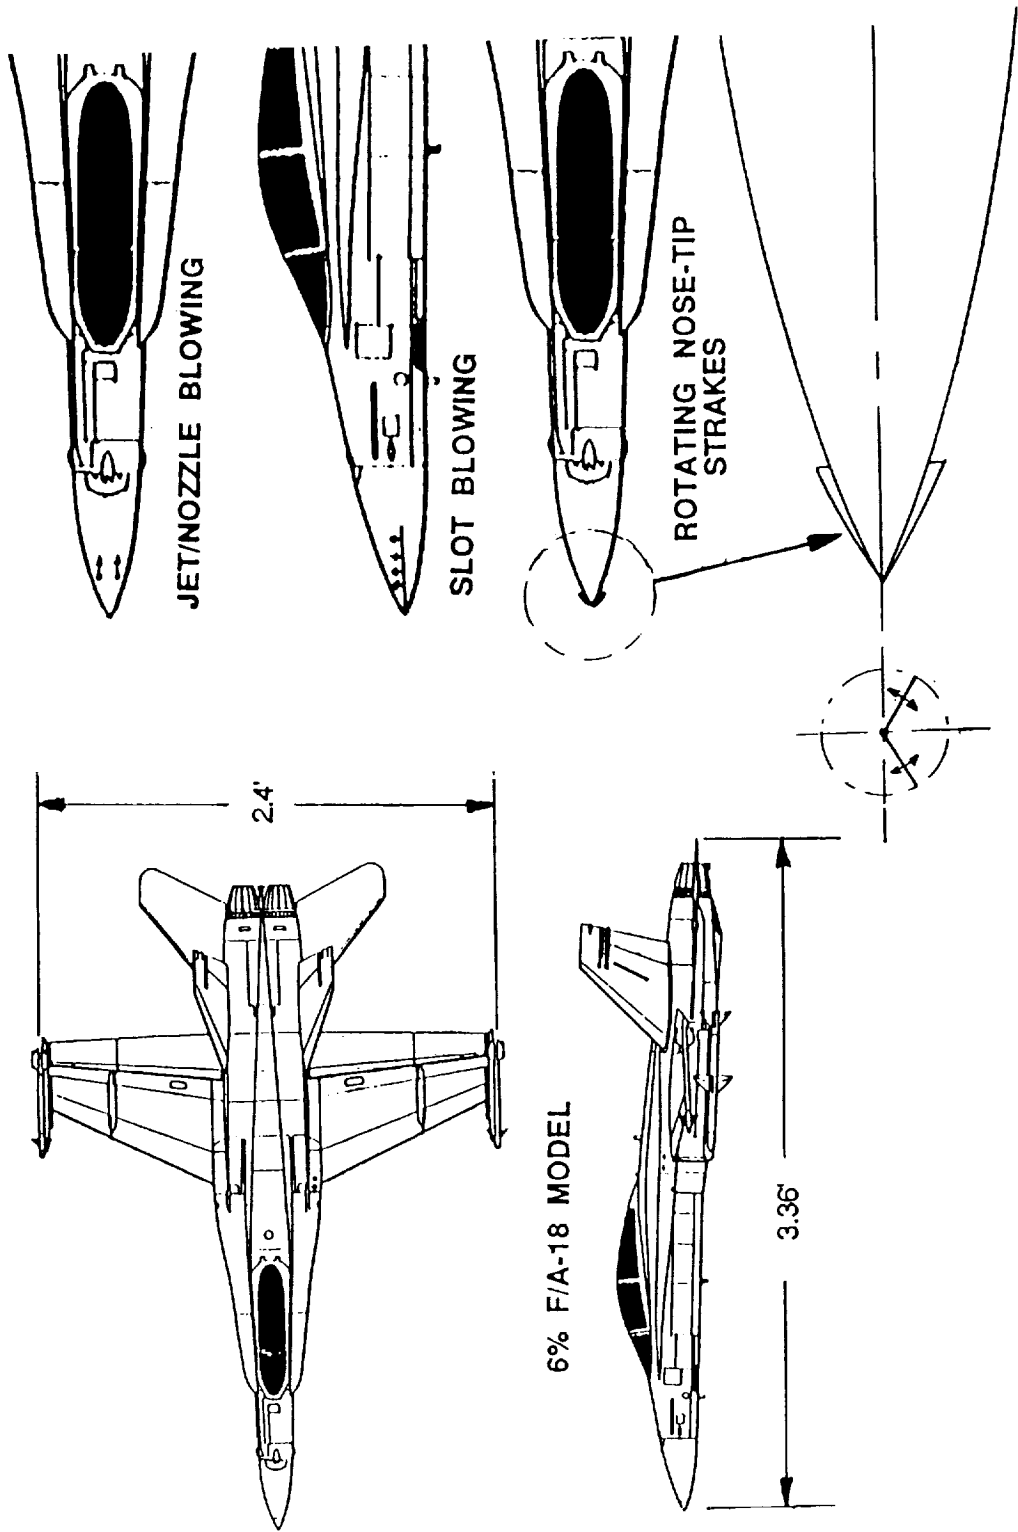 JET/NOZZLE BLOWING
SLOT BLOWING
ROTATING NOSE-TIP
STRAKES
2.4'
6% F/A-18 MODEL
3.36'